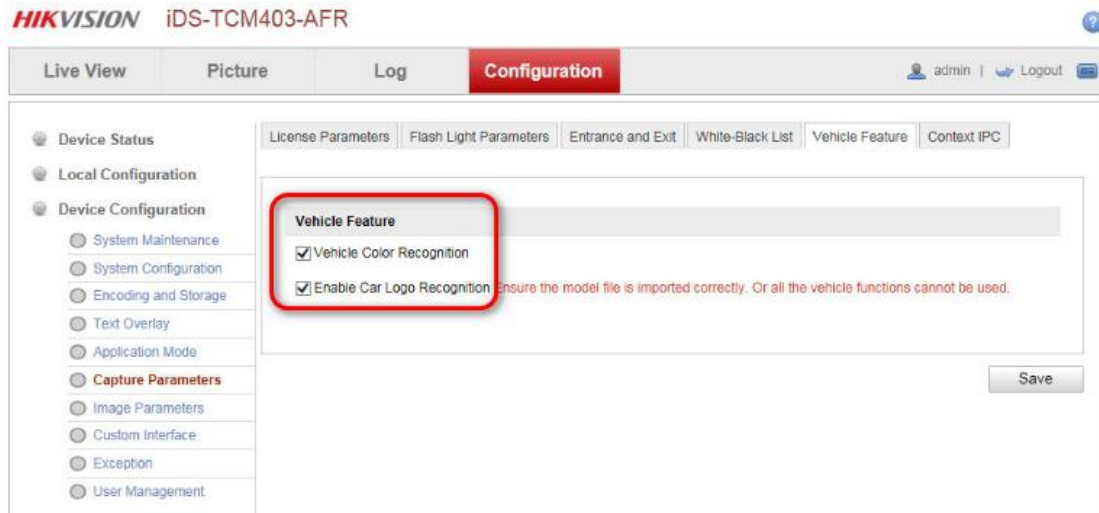 HIKVISION iDS-TCM403-AFR
Live View Picture Log Configuration admin | Logout
Device Status
Local Configuration
Device Configuration
System Maintenance
System Configuration
Encoding and Storage
Text Overlay
Application Mode
Capture Parameters
Image Parameters
Custom Interface
Exception
User Management
License Parameters Flash Light Parameters Entrance and Exit White-Black List Vehicle Feature Context IPC
Vehicle Feature
Vehicle Color Recognition
Enable Car Logo Recognition Ensure the model file is imported correctly. Or all the vehicle functions cannot be used.
Save